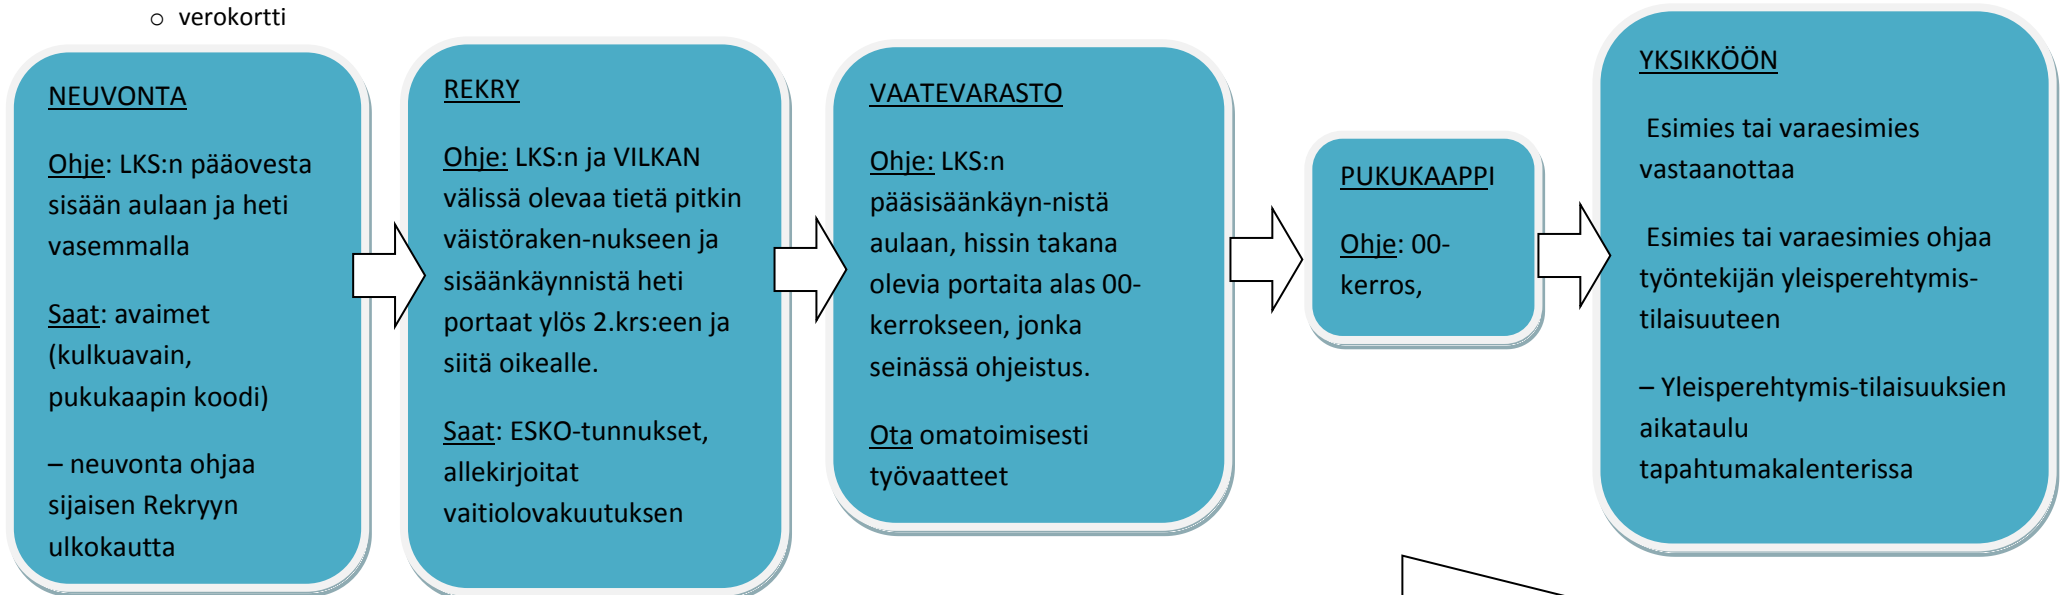 o verokortti
NEUVONTA
Ohje: LKS:n pääovesta
sisään aulaan ja heti
vasemmalla
Saat: avaimet
(kulkuavain,
pukukaapin koodi)
– neuvonta ohjaa
sijaisen Rekryyn
ulkokautta
REKRY
Ohje: LKS:n ja VILKAN
välissä olevaa tietä pitkin
väistöraken-nukseen ja
sisäänkäynnistä heti
portaat ylös 2.krs:een ja
siitä oikealle.
Saat: ESKO-tunnukset,
allekirjoitat
vaitiolovakuutuksen
VAATEVARASTO
Ohje: LKS:n
pääsisäänkäyn-nistä
aulaan, hissin takana
olevia portaita alas 00-
kerrokseen, jonka
seinässä ohjeistus.
Ota omatoimisesti
työvaatteet
PUKUKAAPPI
Ohje: 00-
kerros,
YKSIKKÖÖN
Esimies tai varaesimies
vastaanottaa
Esimies tai varaesimies ohjaa
työntekijän yleisperehtymis-
tilaisuuteen
– Yleisperehtymis-tilaisuuksien
aikataulu
tapahtumakalenterissa